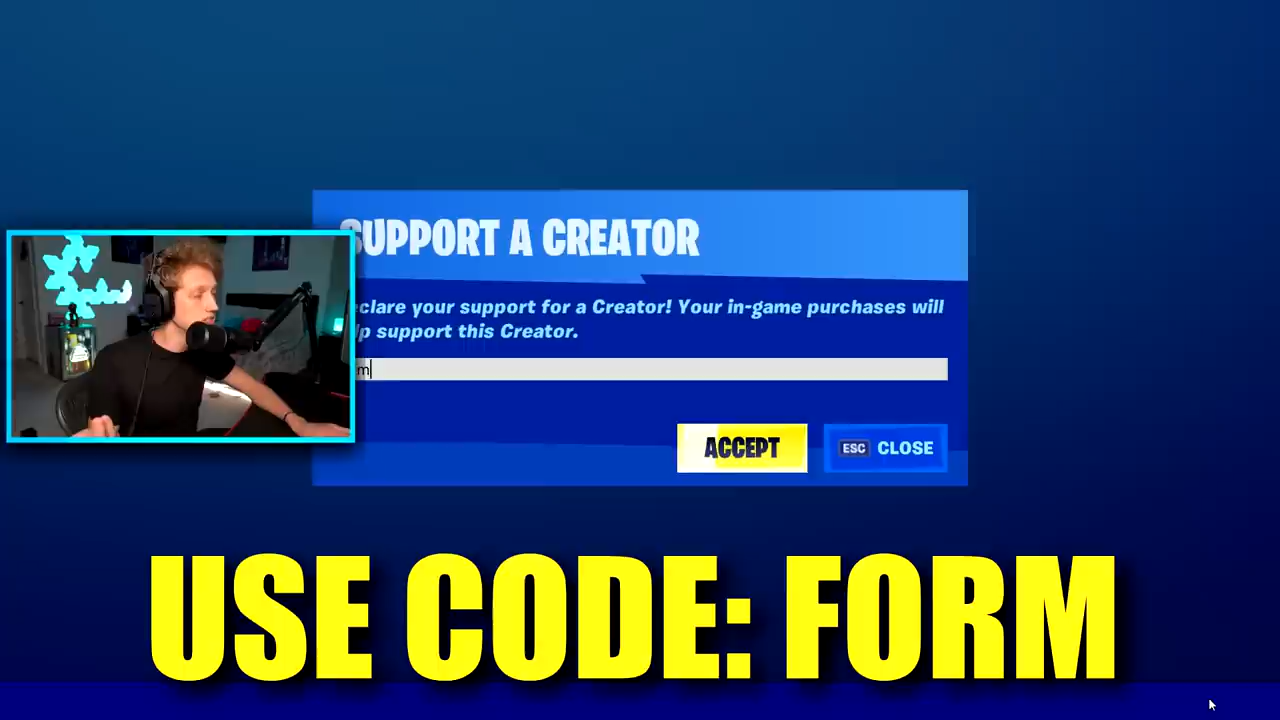 SUPPORT A CREATOR
clare your support for a Creator! Your in-game purchases will
lp support this Creator.
m
ACCEPT
ESC CLOSE
USE CODE: FORM